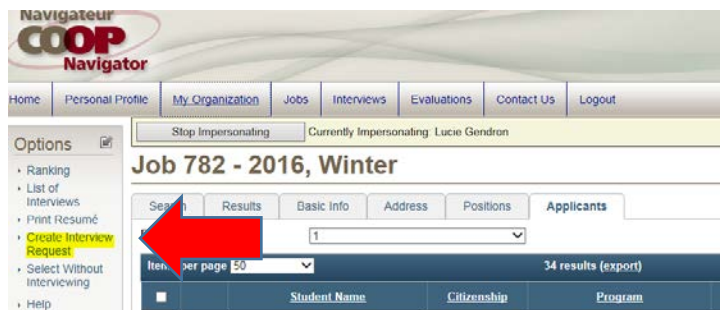 Navigateur
COOP
Navigator
Home Personal Profile My Organization Jobs Interviews Evaluations Contact Us Logout
Options
Stop Impersonating Currently Impersonating: Lucie Gendron
Job 782 - 2016, Winter
Ranking
List of
Interviews
Print Resumé
Create Interview
Request
Select Without
Interviewing
Help
Results Basic Info Address Positions Applicants
1
per page 50 34 results (export)
Student Name Citizenship Program